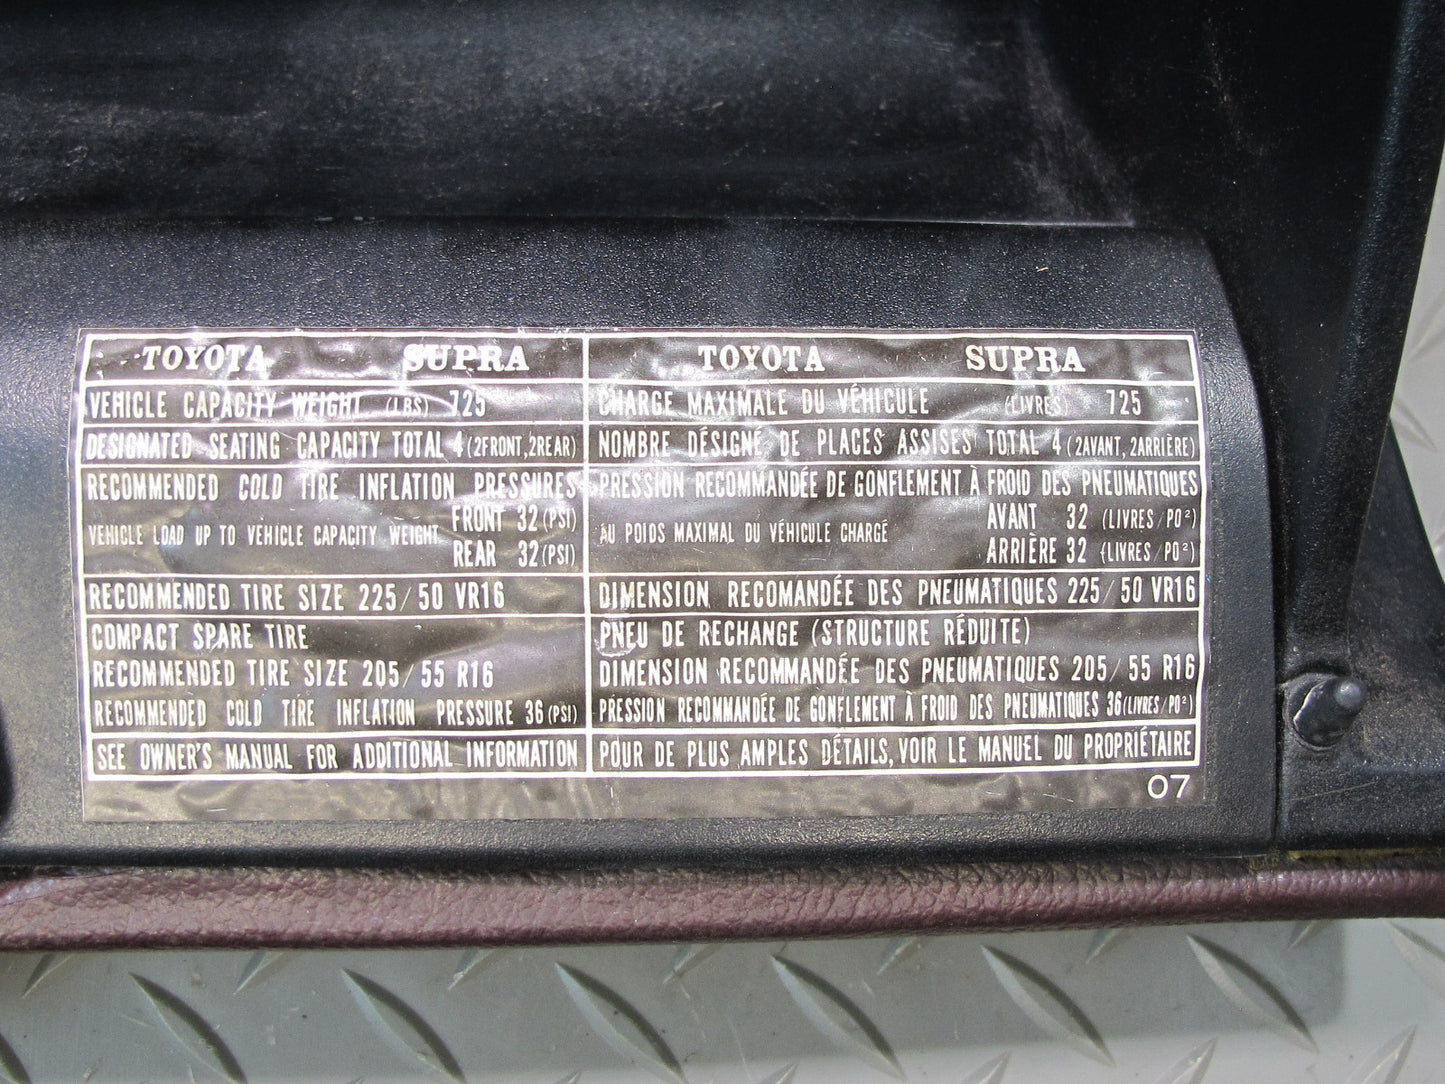 TOYOTA SUPRA
VEHICLE CAPACITY WEIGHT (LBS) 725
DESIGNATED SEATING CAPACITY TOTAL 4 (2FRONT, 2REAR)
RECOMMENDED COLD TIRE INFLATION PRESSURES
VEHICLE LOAD UP TO VEHICLE CAPACITY WEIGHT
FRONT 32 (PSI)
REAR 32 (PSI)
RECOMMENDED TIRE SIZE 225/50 VR16
COMPACT SPARE TIRE
RECOMMENDED TIRE SIZE 205/55 R16
RECOMMENDED COLD TIRE INFLATION PRESSURE 36 (PSI)
SEE OWNER'S MANUAL FOR ADDITIONAL INFORMATION
TOYOTA SUPRA
CHARGE MAXIMALE DU VÉHICULE (LIVRES) 725
NOMBRE DÉSIGNÉ DE PLACES ASSISES TOTAL 4 (2AVANT, 2ARRIÈRE)
PRESSION RECOMMANDÉE DE GONFLEMENT À FROID DES PNEUMATIQUES
AU POIDS MAXIMAL DU VÉHICULE CHARGÉ
AVANT 32 (LIVRES/PO²)
ARRIÈRE 32 (LIVRES/PO²)
DIMENSION RECOMANDÉE DES PNEUMATIQUES 225/50 VR16
PNEU DE RECHANGE (STRUCTURE RÉDUITE)
DIMENSION RECOMMANDÉE DES PNEUMATIQUES 205/55 R16
PRESSION RECOMMANDÉE DE GONFLEMENT À FROID DES PNEUMATIQUES 36 (LIVRES/PO²)
POUR DE PLUS AMPLES DÉTAILS, VOIR LE MANUEL DU PROPRIÉTAIRE
07